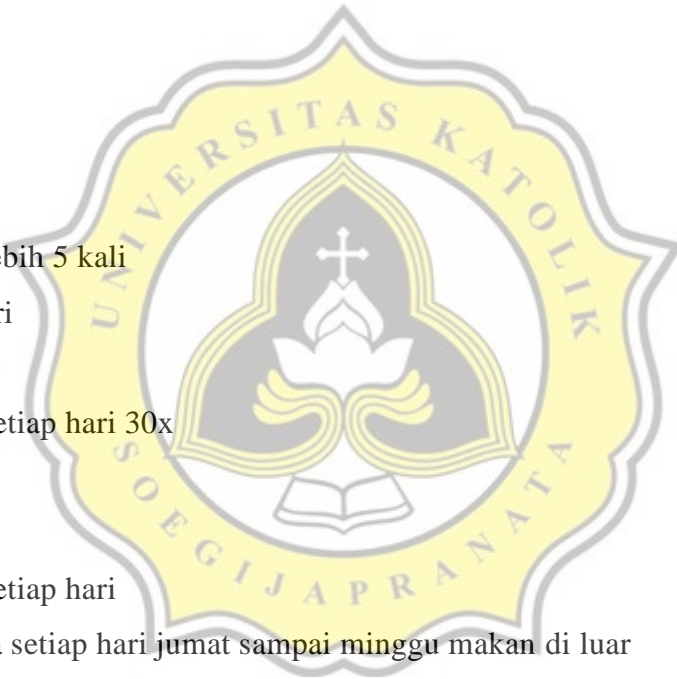 UNIVERSITAS KATOLIK
ebih 5 kali
ri
etiap hari 30x
SOEGIJAPRANATA
etiap hari
setiap hari jumat sampai minggu makan di luar